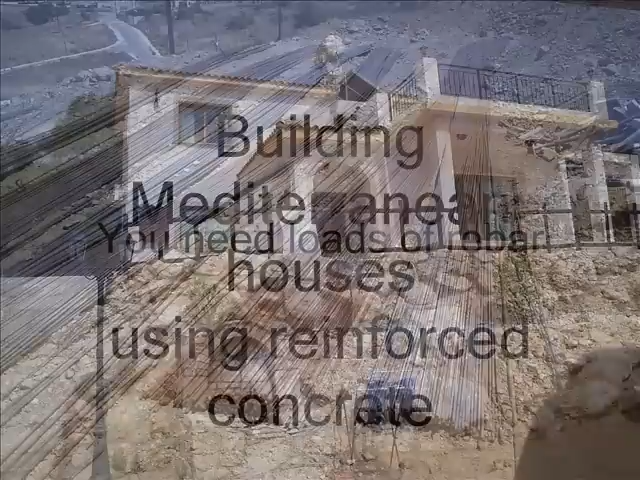 Building
Mediterranean
You need loads of rebar
houses
using reinforced
concrete